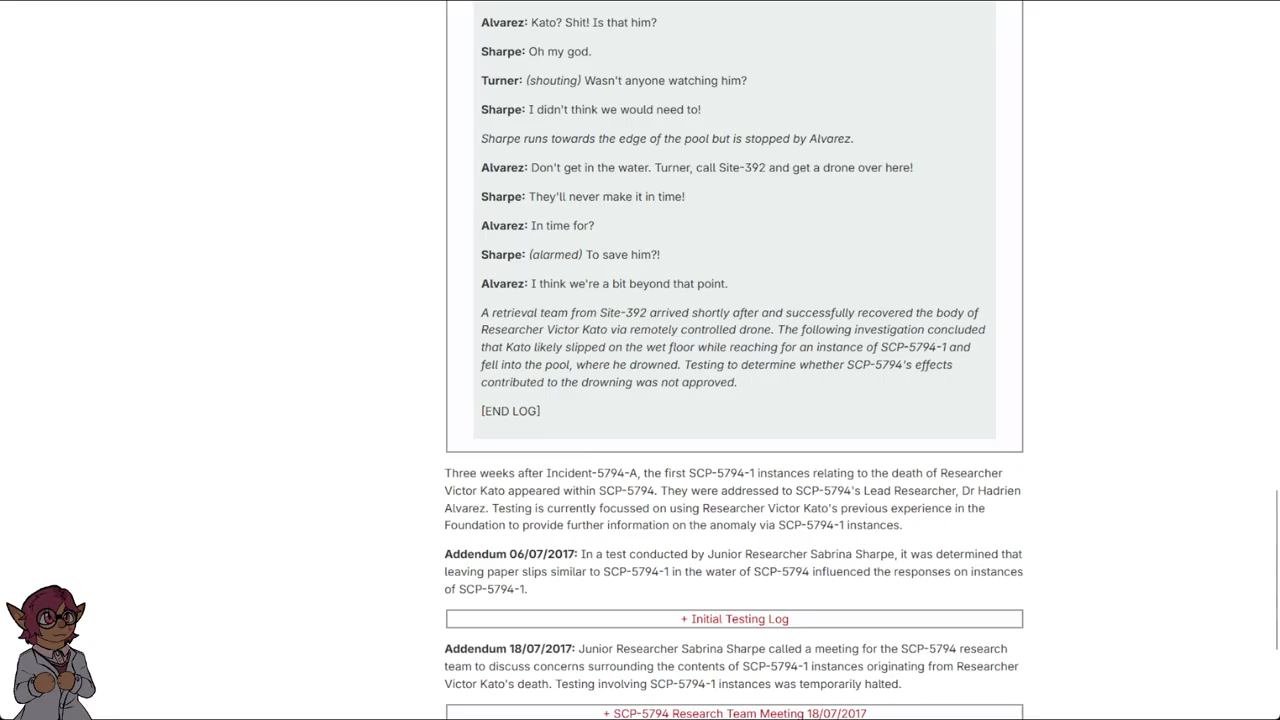 Alvarez: Kato? Shit! Is that him?
Sharpe: Oh my god.
Turner: (shouting) Wasn't anyone watching him?
Sharpe: I didn't think we would need to!
Sharpe runs towards the edge of the pool but is stopped by Alvarez.
Alvarez: Don't get in the water. Turner, call Site-392 and get a drone over here!
Sharpe: They'll never make it in time!
Alvarez: In time for?
Sharpe: (alarmed) To save him?!
Alvarez: I think we're a bit beyond that point.
A retrieval team from Site-392 arrived shortly after and successfully recovered the body of
Researcher Victor Kato via remotely controlled drone. The following investigation concluded
that Kato likely slipped on the wet floor while reaching for an instance of SCP-5794-1 and
fell into the pool, where he drowned. Testing to determine whether SCP-5794's effects
contributed to the drowning was not approved.
[END LOG]
Three weeks after Incident-5794-A, the first SCP-5794-1 instances relating to the death of Researcher
Victor Kato appeared within SCP-5794. They were addressed to SCP-5794's Lead Researcher, Dr Hadrien
Alvarez. Testing is currently focussed on using Researcher Victor Kato's previous experience in the
Foundation to provide further information on the anomaly via SCP-5794-1 instances.
Addendum 06/07/2017: In a test conducted by Junior Researcher Sabrina Sharpe, it was determined that
leaving paper slips similar to SCP-5794-1 in the water of SCP-5794 influenced the responses on instances
of SCP-5794-1.
+ Initial Testing Log
Addendum 18/07/2017: Junior Researcher Sabrina Sharpe called a meeting for the SCP-5794 research
team to discuss concerns surrounding the contents of SCP-5794-1 instances originating from Researcher
Victor Kato's death. Testing involving SCP-5794-1 instances was temporarily halted.
+ SCP-5794 Research Team Meeting 18/07/2017